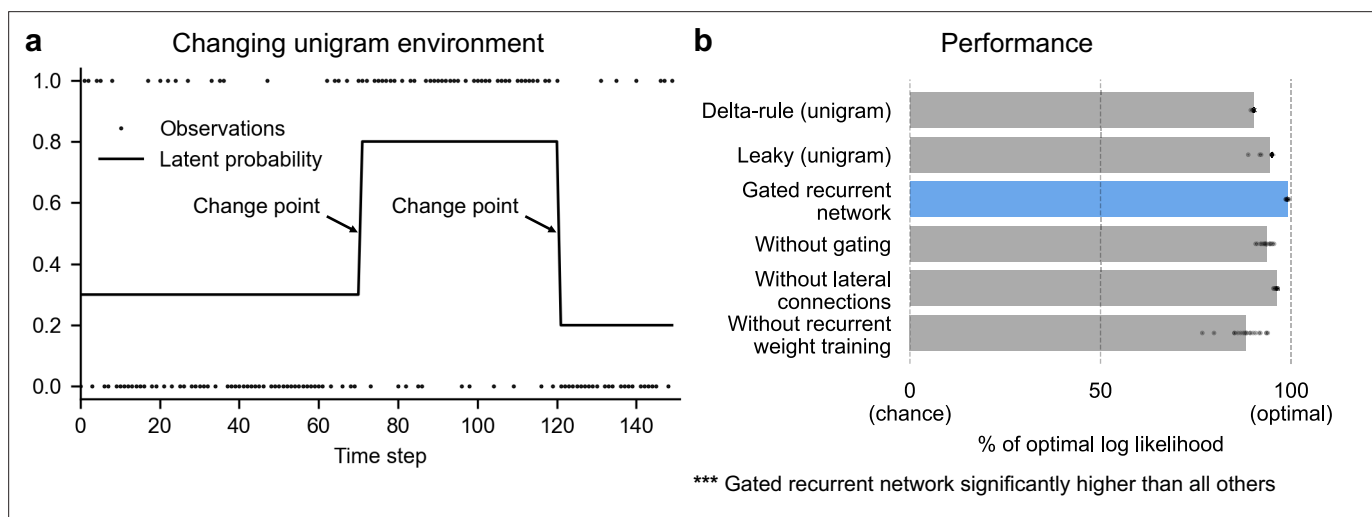 a
Changing unigram environment
1.0
0.8
0.6
0.4
0.2
0.0
Observations
Latent probability
Change point
Change point
0 20 40 60 80 100 120 140
Time step
b
Performance
Delta-rule (unigram)
Leaky (unigram)
Gated recurrent
network
Without gating
Without lateral
connections
Without recurrent
weight training
0 50 100
(chance) (optimal)
% of optimal log likelihood
*** Gated recurrent network significantly higher than all others